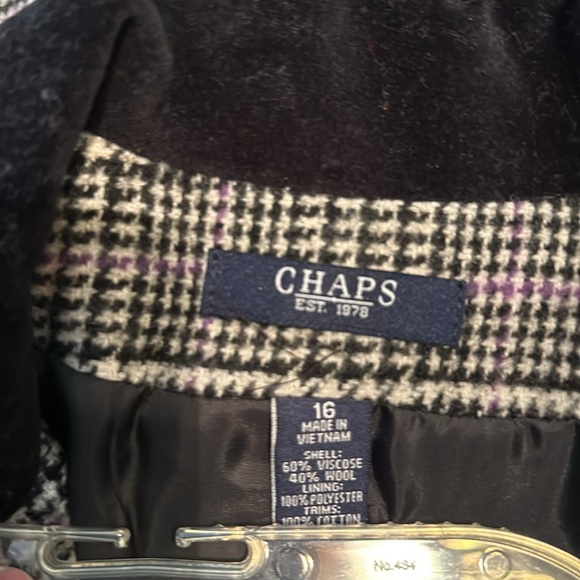 CHAPS
EST. 1978
16
MADE IN
VIETNAM
SHELL:
60% VISCOSE
40% WOOL
LINING:
100% POLYESTER
TRIMS:
100% COTTON
No.484